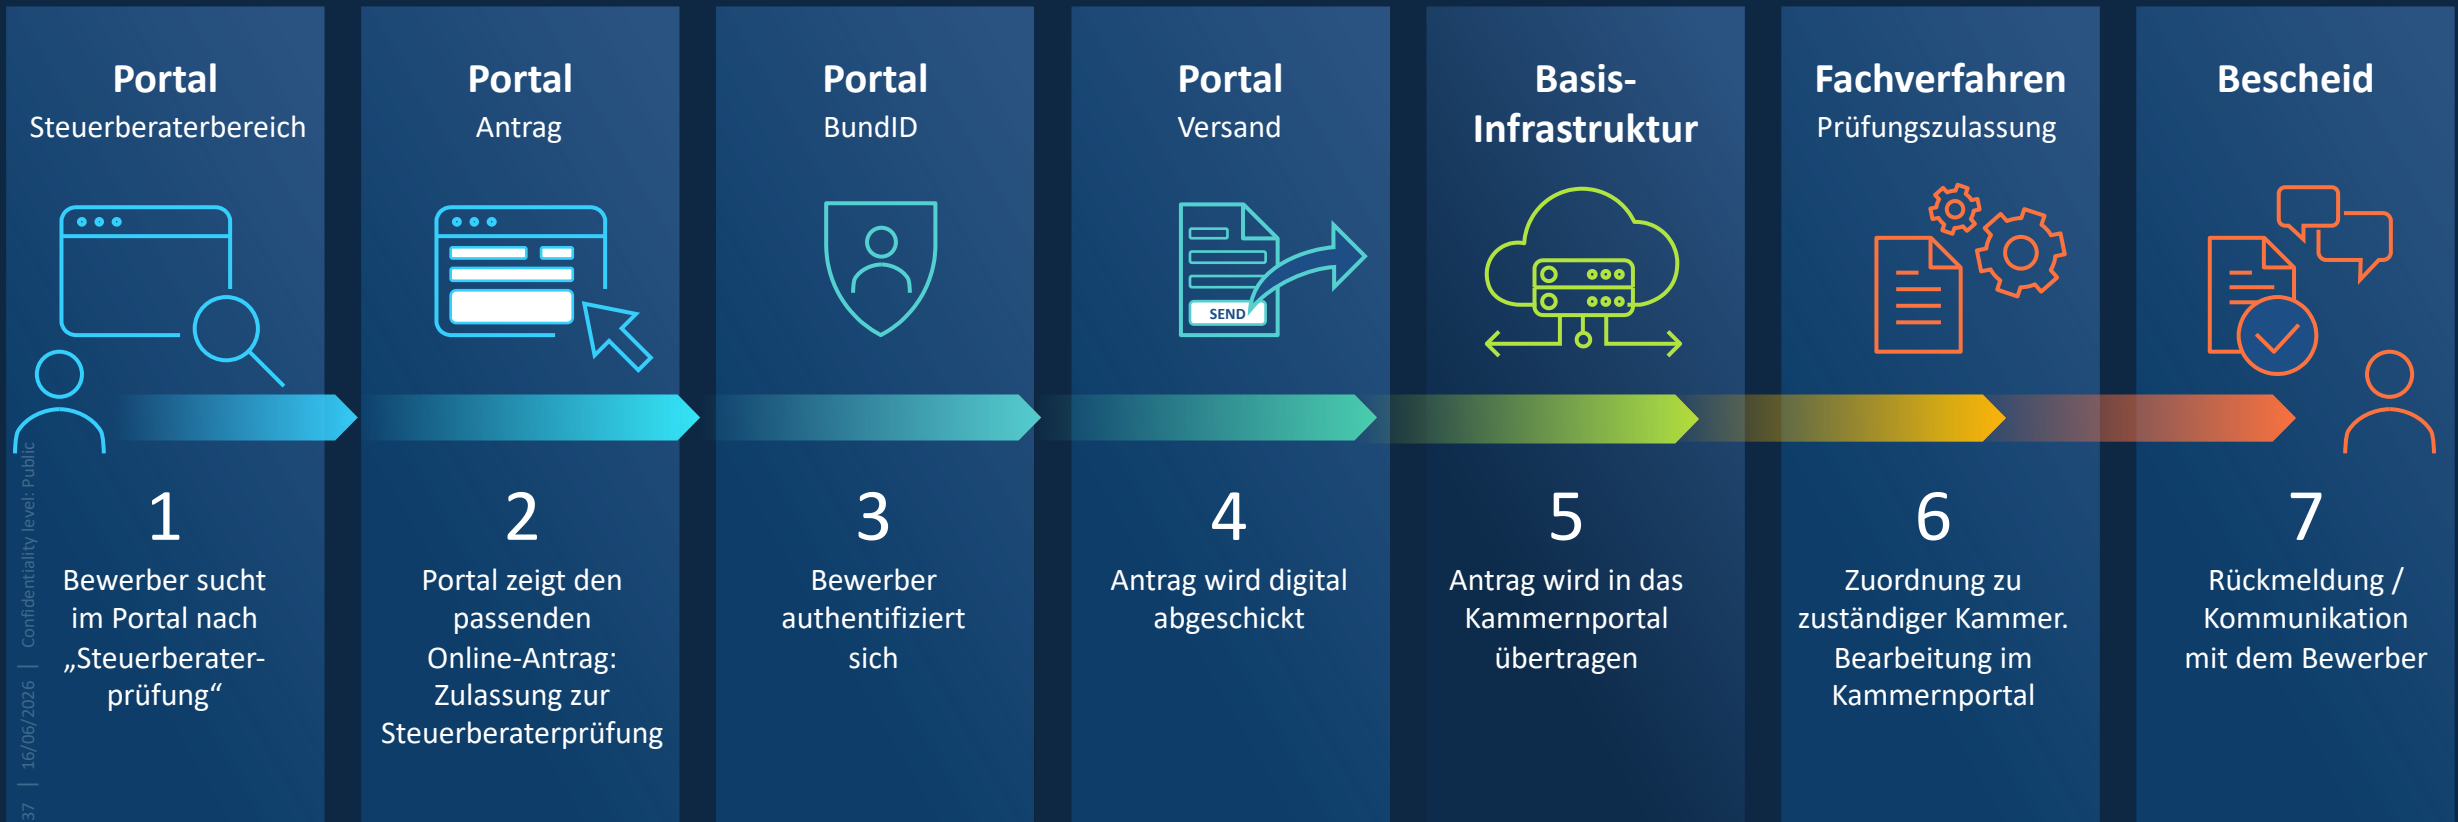 Portal
Steuerberaterbereich
1
Bewerber sucht
im Portal nach
„Steuerberater-
prüfung“
Portal
Antrag
2
Portal zeigt den
passenden
Online-Antrag:
Zulassung zur
Steuerberaterprüfung
Portal
BundID
3
Bewerber
authentifiziert
sich
Portal
Versand
SEND
4
Antrag wird digital
abgeschickt
Basis-
Infrastruktur
5
Antrag wird in das
Kammernportal
übertragen
Fachverfahren
Prüfungszulassung
6
Zuordnung zu
zuständiger Kammer.
Bearbeitung im
Kammernportal
Bescheid
7
Rückmeldung /
Kommunikation
mit dem Bewerber
37 | 16/06/2026 | Confidentiality level: Public